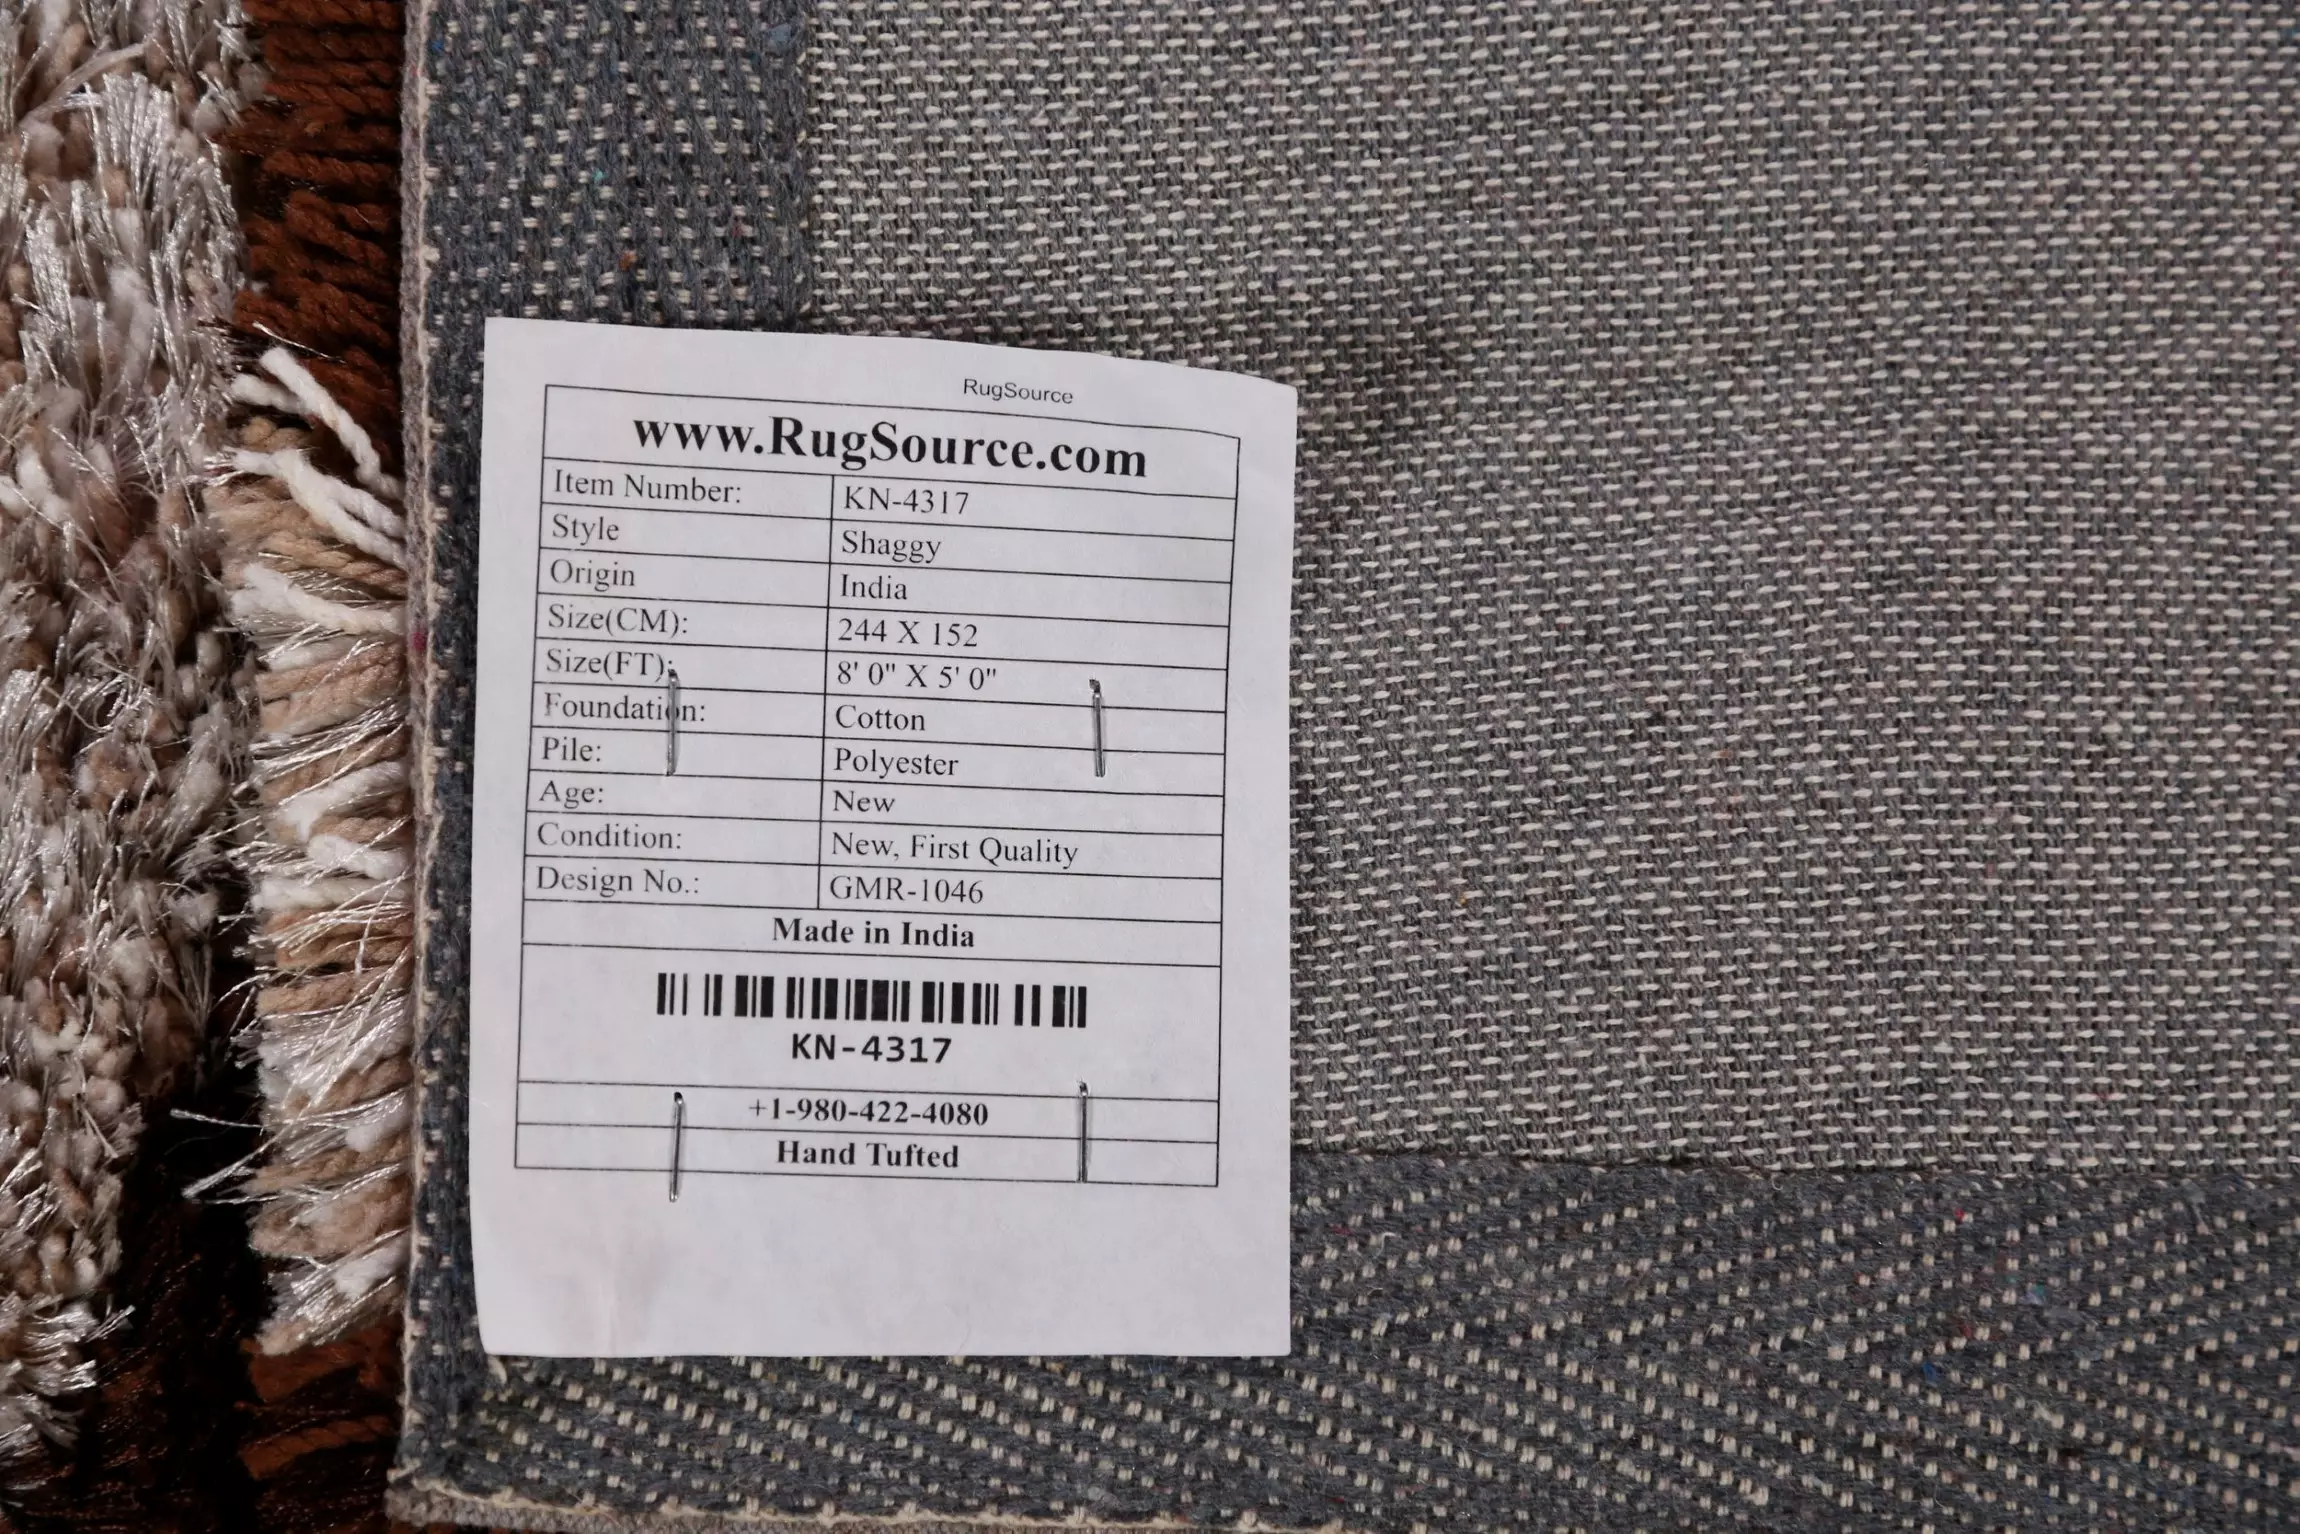 RugSource
www.RugSource.com
Item Number: KN-4317
Style Shaggy
Origin India
Size(CM): 244 X 152
Size(FT): 8' 0" X 5' 0"
Foundation: Cotton
Pile: Polyester
Age: New
Condition: New, First Quality
Design No.: GMR-1046
Made in India
KN-4317
+1-980-422-4080
Hand Tufted